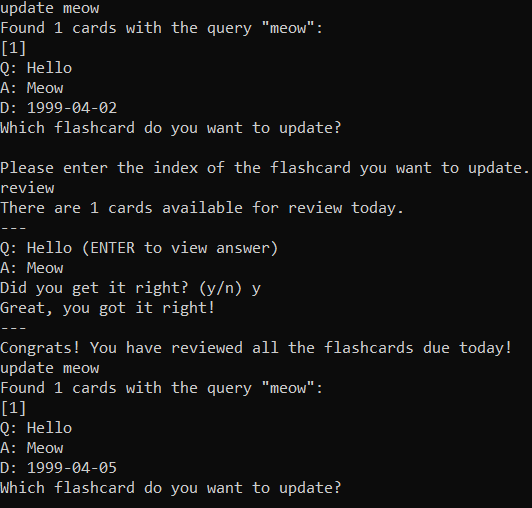 update meow
Found 1 cards with the query "meow":
[1]
Q: Hello
A: Meow
D: 1999-04-02
Which flashcard do you want to update?

Please enter the index of the flashcard you want to update.
review
There are 1 cards available for review today.
---
Q: Hello (ENTER to view answer)
A: Meow
Did you get it right? (y/n) y
Great, you got it right!
---
Congrats! You have reviewed all the flashcards due today!
update meow
Found 1 cards with the query "meow":
[1]
Q: Hello
A: Meow
D: 1999-04-05
Which flashcard do you want to update?